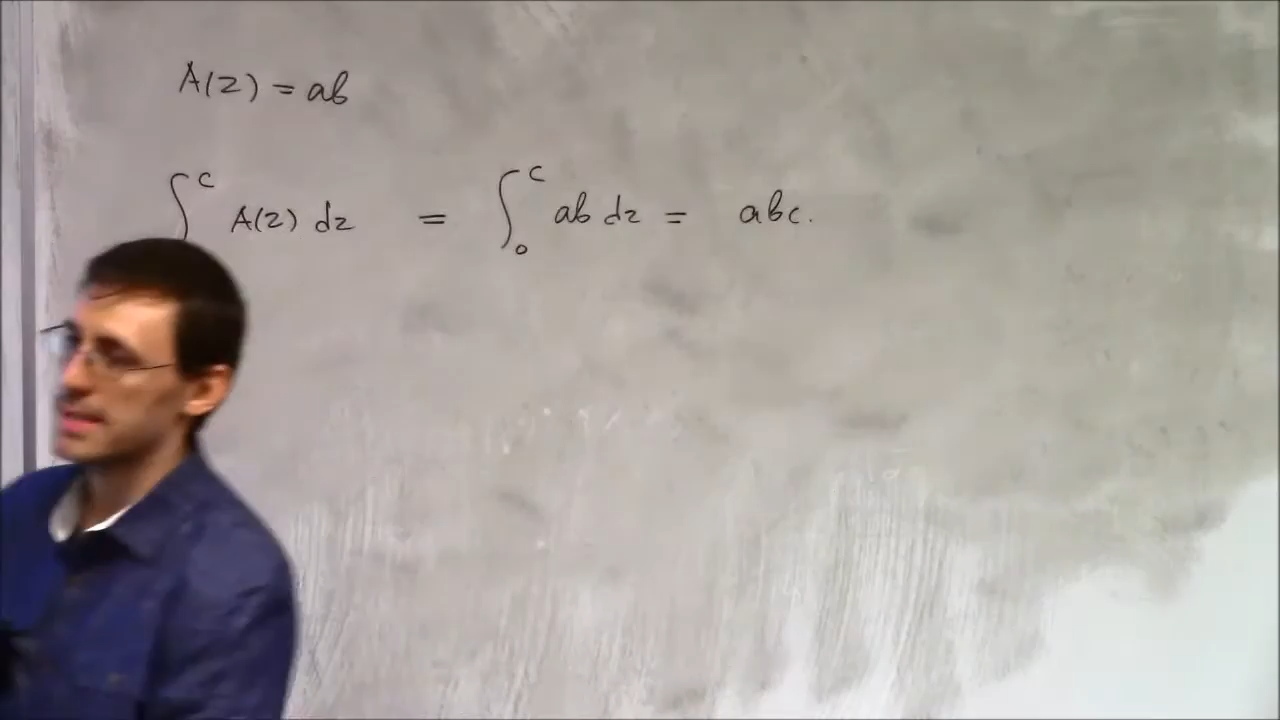 A(z) = ab
∫^c A(z) dz = ∫_0^c ab dz = abc.